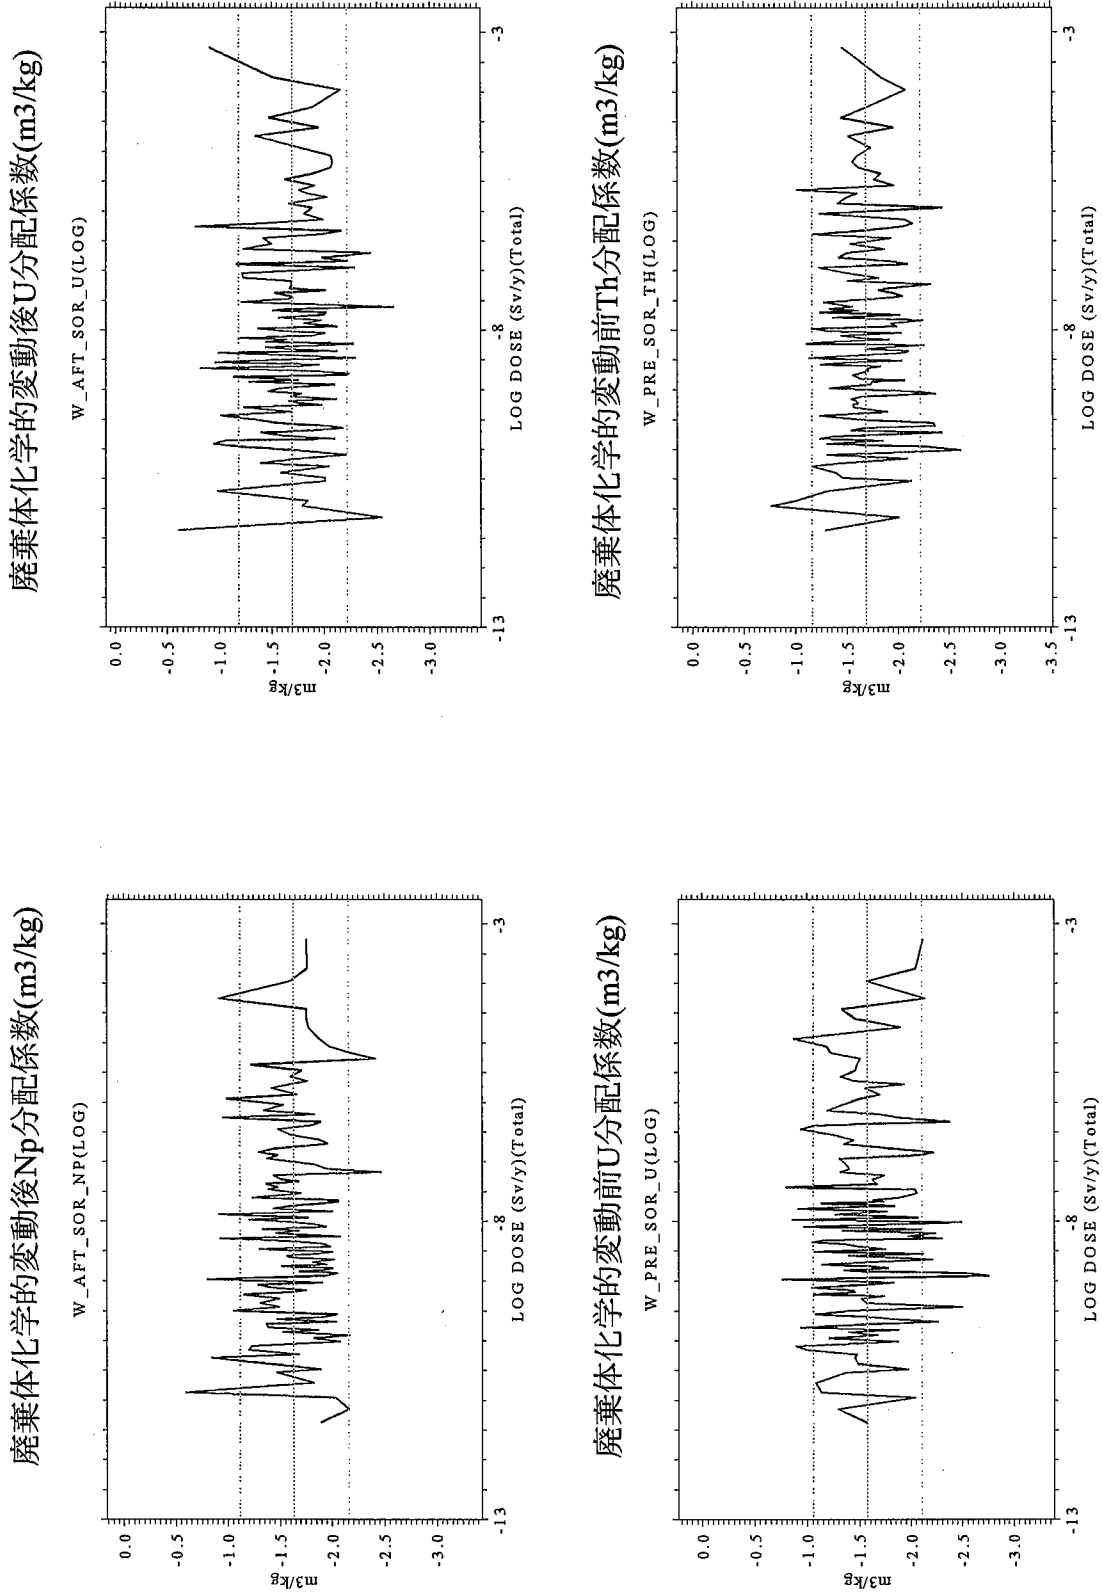 廃棄体化学的変動後Np分配係数(m3/kg)
W_AFT_SOR_NP(LOG)
m3/kg
0.0
-0.5
-1.0
-1.5
-2.0
-2.5
-3.0
-13
-8
-3
LOG DOSE (Sv/y)(Total)
廃棄体化学的変動後U分配係数(m3/kg)
W_AFT_SOR_U(LOG)
m3/kg
0.0
-0.5
-1.0
-1.5
-2.0
-2.5
-3.0
-13
-8
-3
LOG DOSE (Sv/y)(Total)
廃棄体化学的変動前U分配係数(m3/kg)
W_PRE_SOR_U(LOG)
m3/kg
0.0
-0.5
-1.0
-1.5
-2.0
-2.5
-3.0
-13
-8
-3
LOG DOSE (Sv/y)(Total)
廃棄体化学的変動前Th分配係数(m3/kg)
W_PRE_SOR_TH(LOG)
m3/kg
0.0
-0.5
-1.0
-1.5
-2.0
-2.5
-3.0
-3.5
-13
-8
-3
LOG DOSE (Sv/y)(Total)